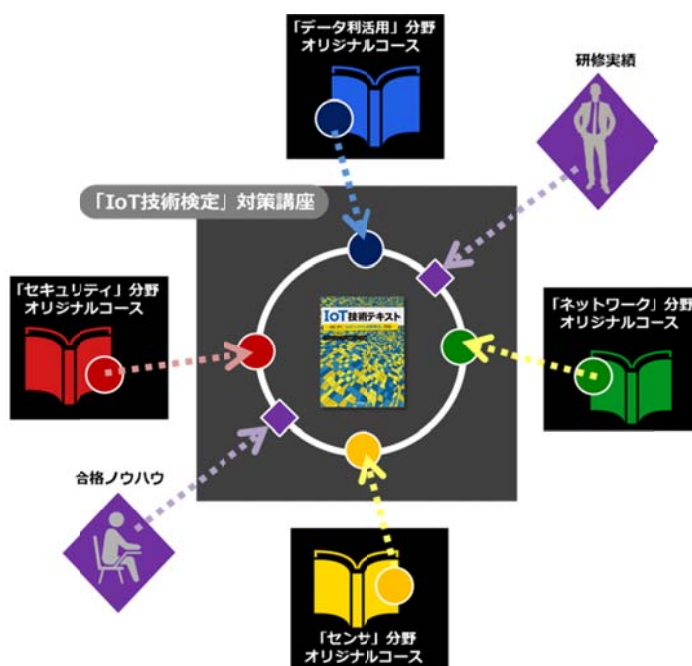 「データ利活用」分野
オリジナルコース
研修実績
「IoT技術検定」対策講座
「セキュリティ」分野
オリジナルコース
IoT技術テキスト
「ネットワーク」分野
オリジナルコース
合格ノウハウ
「センサ」分野
オリジナルコース